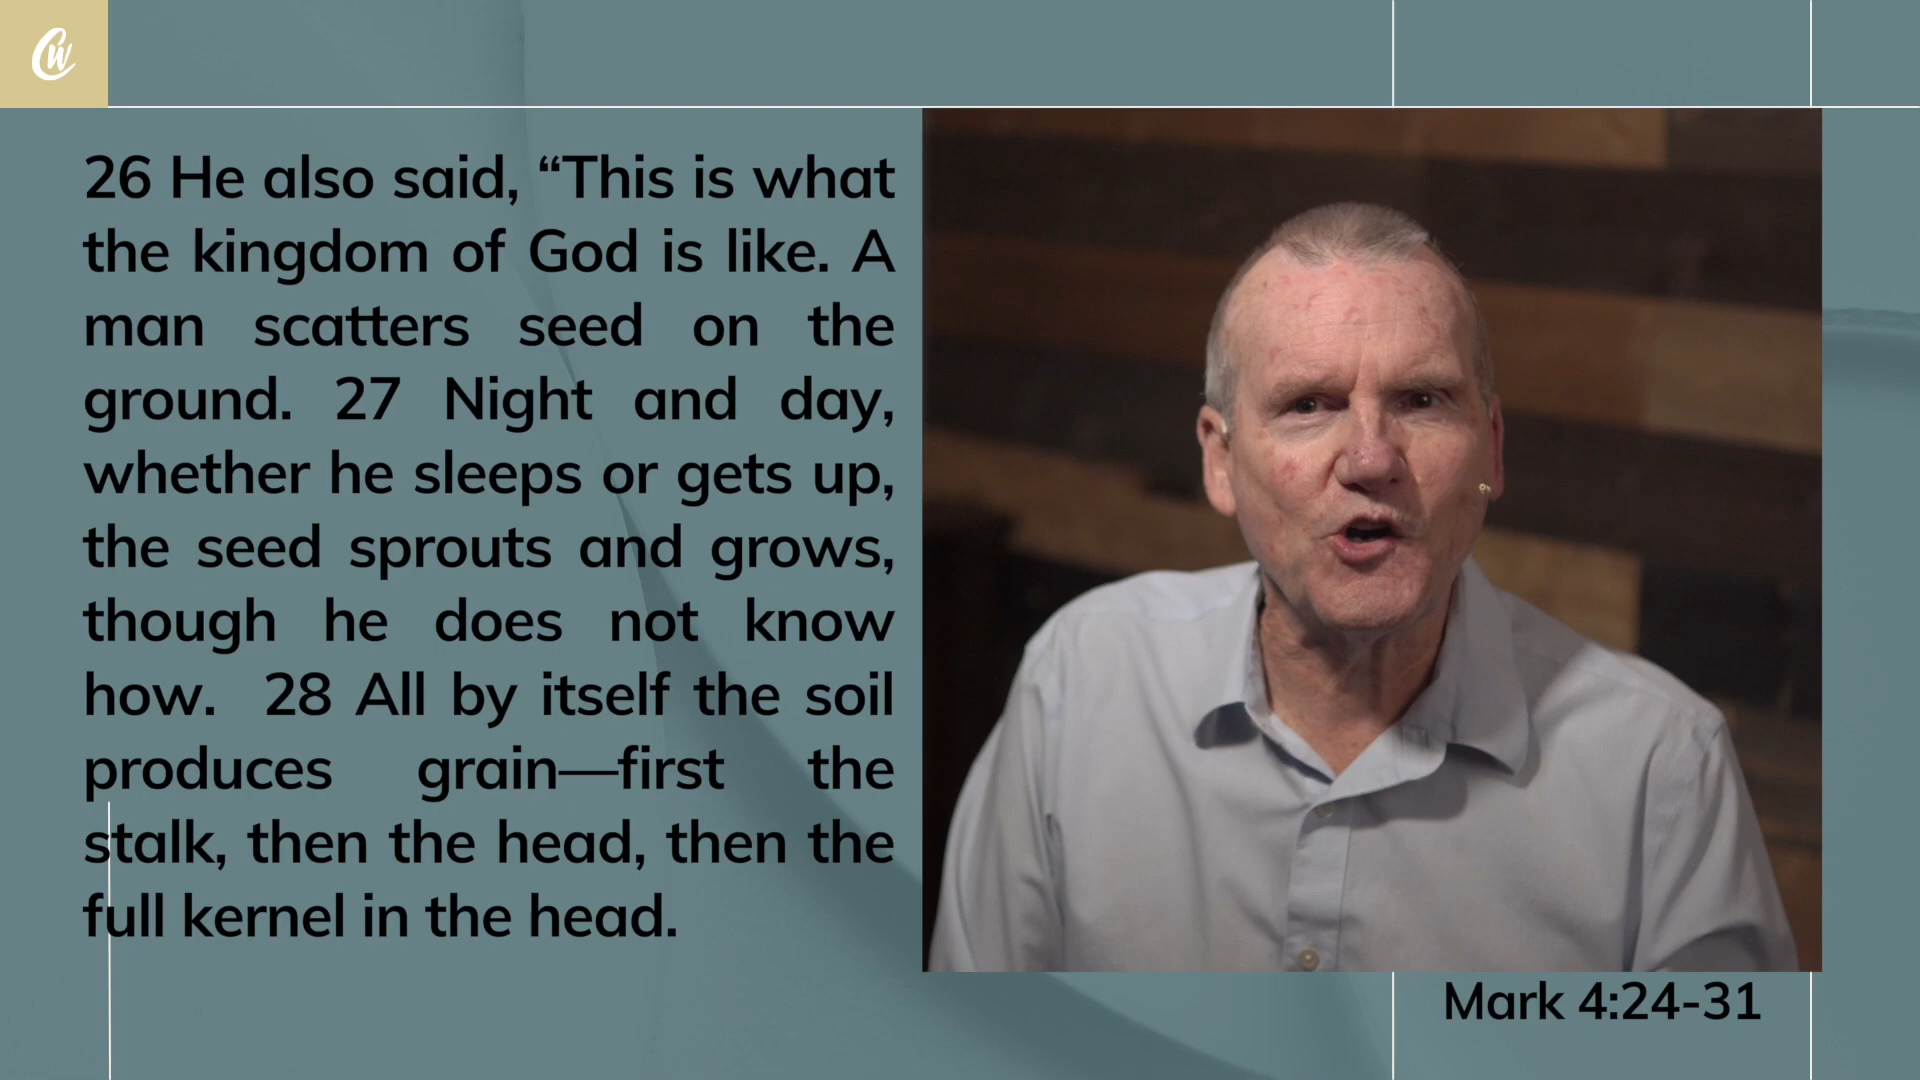 CW
26 He also said, “This is what
the kingdom of God is like. A
man scatters seed on the
ground. 27 Night and day,
whether he sleeps or gets up,
the seed sprouts and grows,
though he does not know
how. 28 All by itself the soil
produces grain—first the
stalk, then the head, then the
full kernel in the head.
Mark 4:24-31